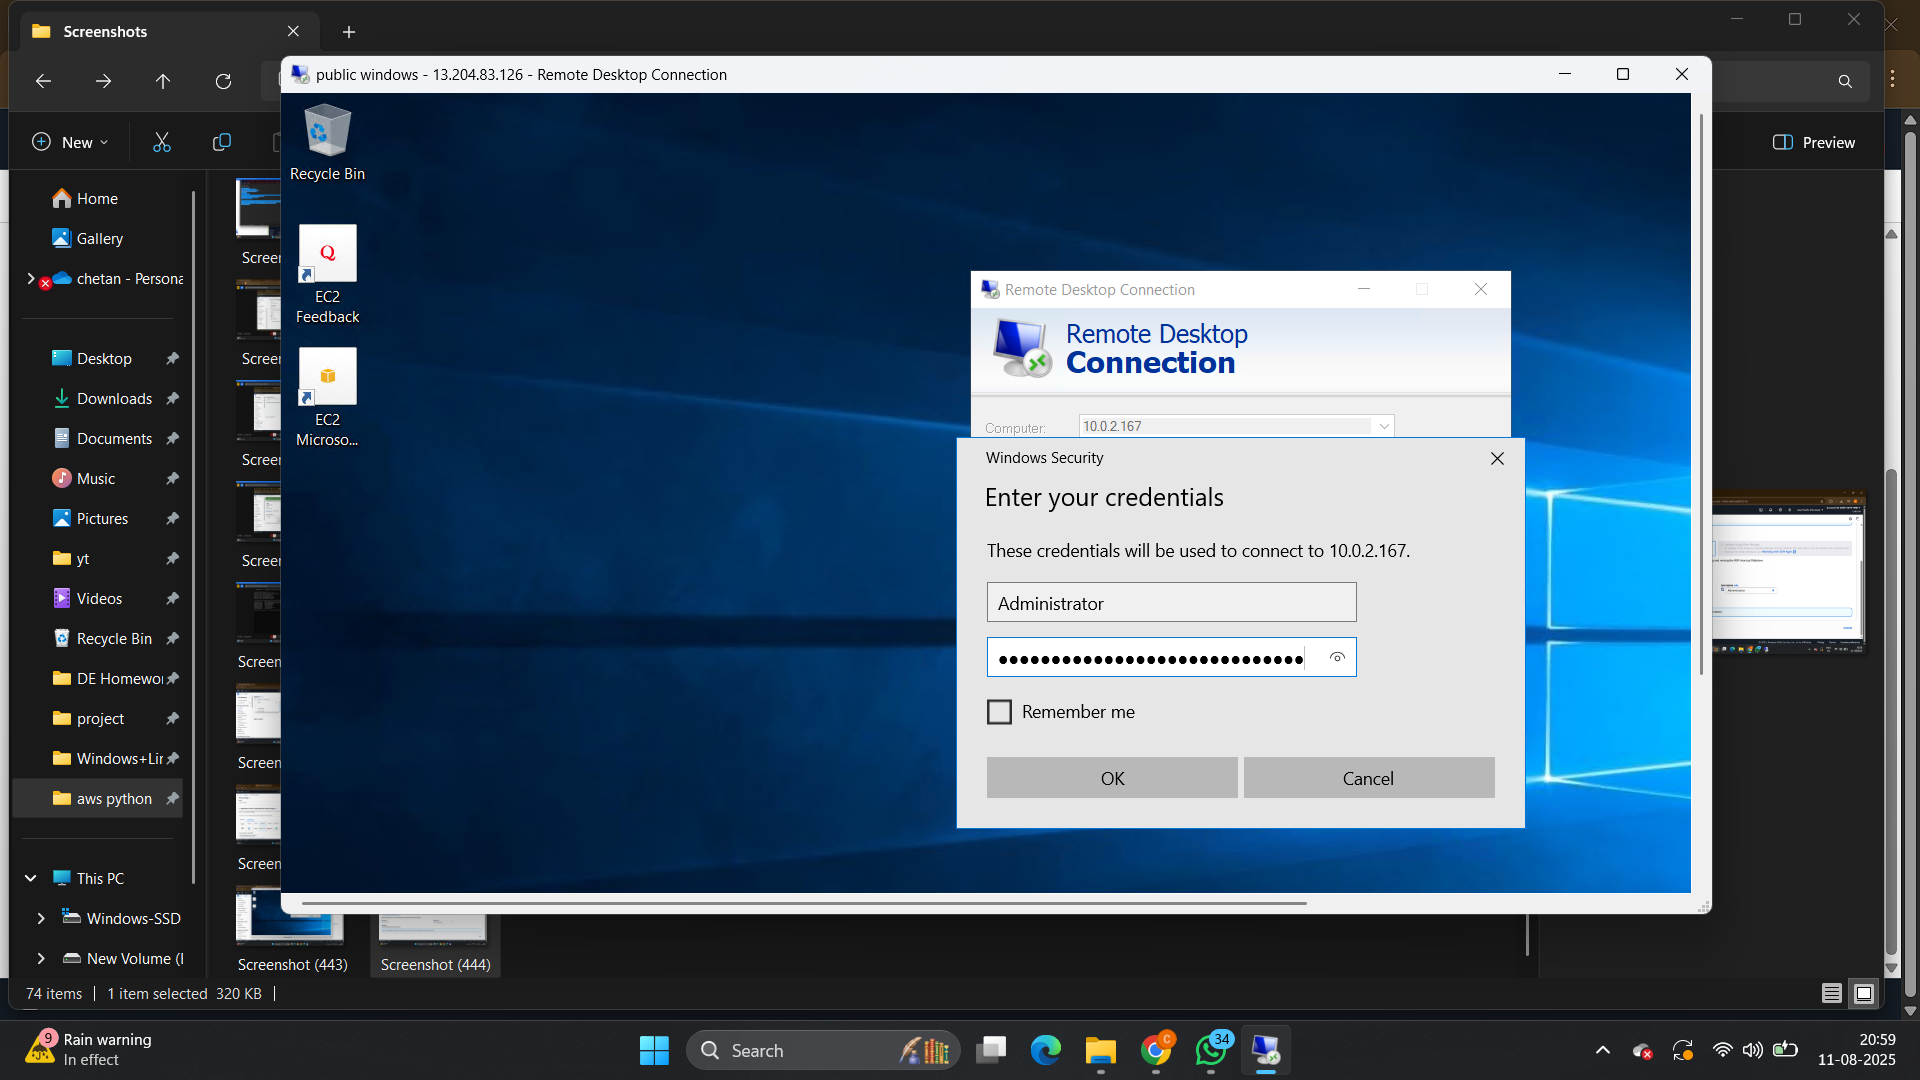 Screenshots
public windows - 13.204.83.126 - Remote Desktop Connection
New
Preview
Home
Gallery
chetan - Persona
Desktop
Downloads
Documents
Music
Pictures
yt
Videos
Recycle Bin
DE Homewor
project
Windows+Lin
aws python
This PC
Windows-SSD
New Volume (
Screen
Screen
Screen
Screen
Screen
Screen
Screen
Screenshot (443)
Screenshot (444)
Recycle Bin
EC2
Feedback
EC2
Microso...
Q
Remote Desktop Connection
Remote Desktop
Connection
Computer:
10.0.2.167
Windows Security
Enter your credentials
These credentials will be used to connect to 10.0.2.167.
Administrator
Remember me
OK
Cancel
74 items
1 item selected 320 KB
9
Rain warning
In effect
Search
C
34
20:59
11-08-2025